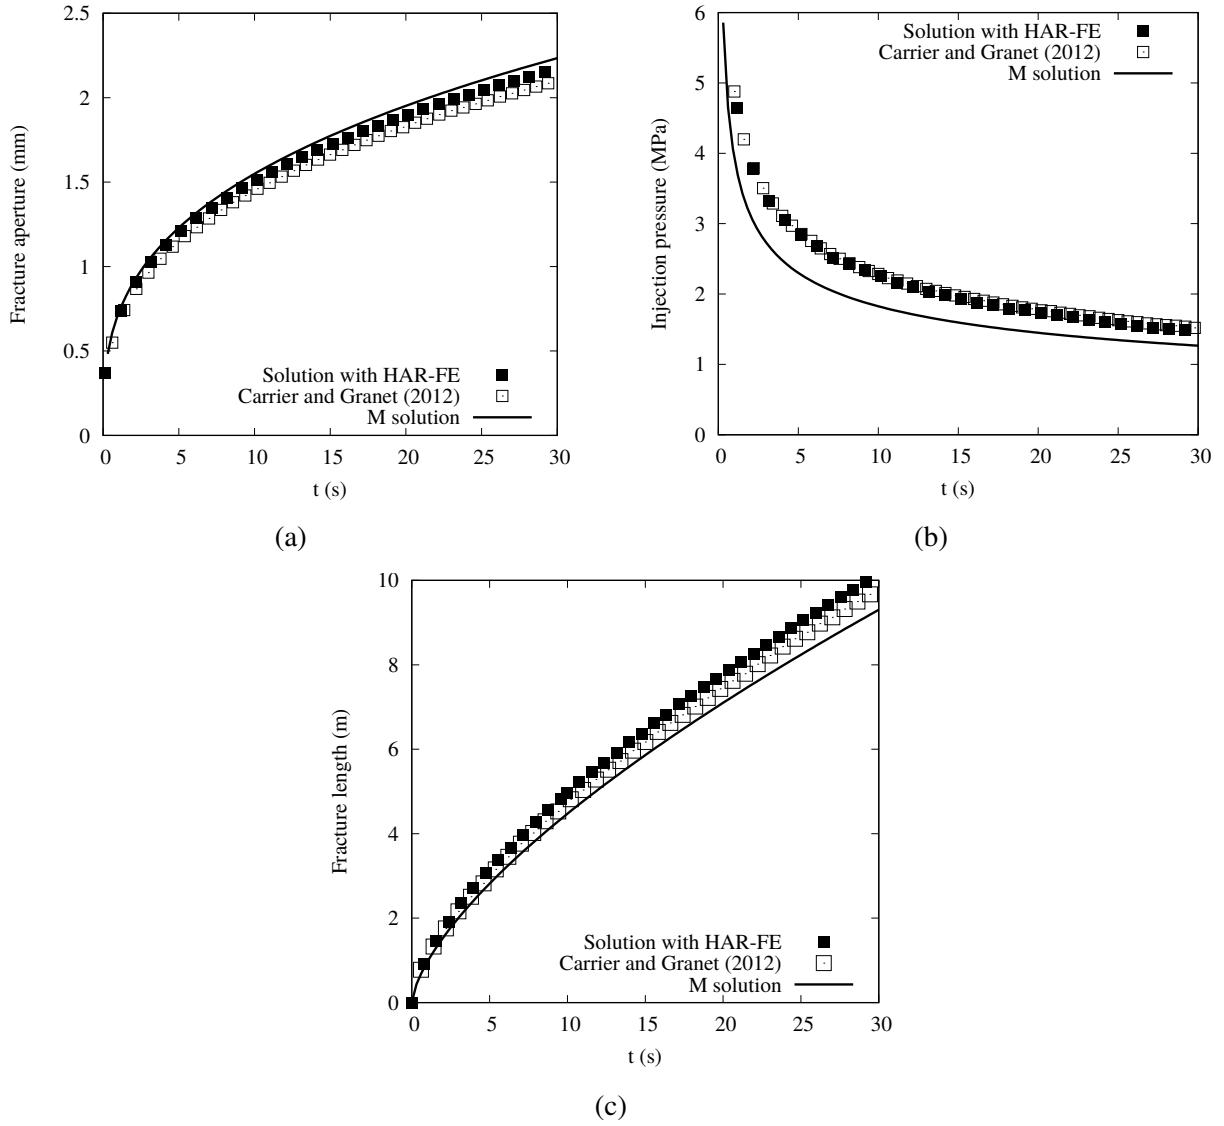 2.5
2
1.5
1
0.5
0
0
5
10
15
20
25
30
Fracture aperture (mm)
t (s)
Solution with HAR-FE
Carrier and Granet (2012)
M solution
(a)
6
5
4
3
2
1
0
0
5
10
15
20
25
30
Injection pressure (MPa)
t (s)
Solution with HAR-FE
Carrier and Granet (2012)
M solution
(b)
10
8
6
4
2
0
0
5
10
15
20
25
30
Fracture length (m)
t (s)
Solution with HAR-FE
Carrier and Granet (2012)
M solution
(c)